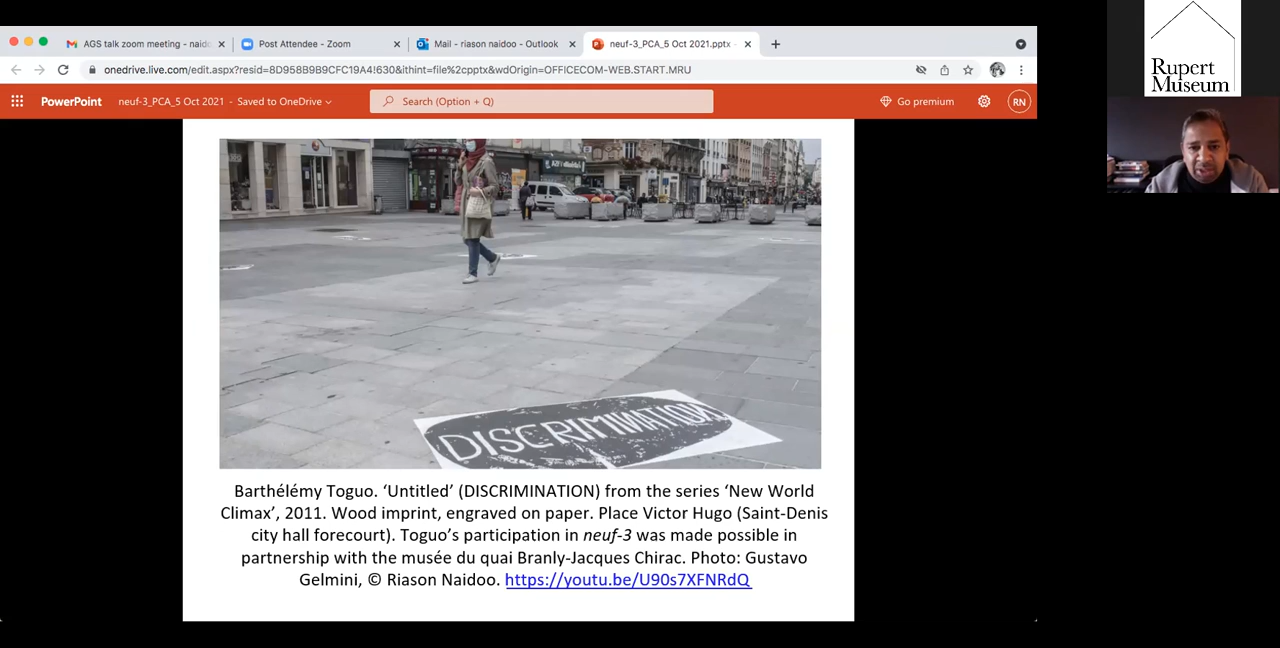 AGS talk zoom meeting - naido
Post Attendee - Zoom
Mail - riason naidoo - Outlook
neuf-3_PCA_5 Oct 2021.pptx -
onedrive.live.com/edit.aspx?resid=8D958B9B9CFC19A4!630&ithint=file%2cpptx&wdOrigin=OFFICECOM-WEB.START.MRU
PowerPoint
neuf-3_PCA_5 Oct 2021 - Saved to OneDrive
Search (Option + Q)
Go premium
RN
Rupert
Museum
DISCRIMINATION
Barthélémy Toguo. ‘Untitled’ (DISCRIMINATION) from the series ‘New World
Climax’, 2011. Wood imprint, engraved on paper. Place Victor Hugo (Saint-Denis
city hall forecourt). Toguo’s participation in neuf-3 was made possible in
partnership with the musée du quai Branly-Jacques Chirac. Photo: Gustavo
Gelmini, © Riason Naidoo. https://youtu.be/U90s7XFNRdQ